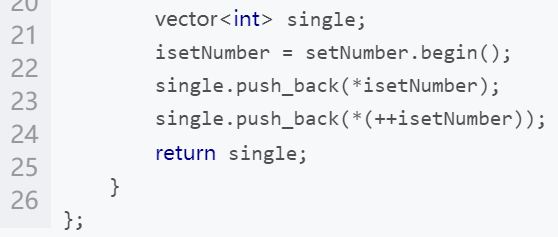 20
21 vector<int> single;
22 isetNumber = setNumber.begin();
23 single.push_back(*isetNumber);
24 single.push_back(*(++isetNumber));
25 return single;
26 }
};